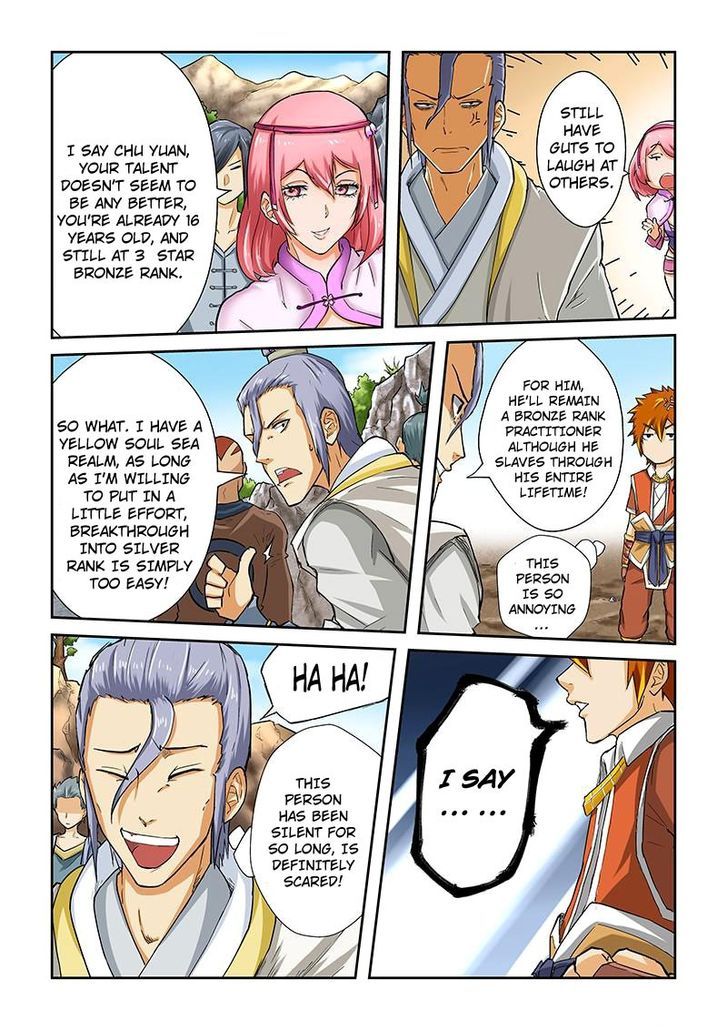 I SAY CHU YUAN,
YOUR TALENT
DOESN'T SEEM TO
BE ANY BETTER,
YOU'RE ALREADY 16
YEARS OLD, AND
STILL AT 3 STAR
BRONZE RANK.
STILL
HAVE
GUTS TO
LAUGH AT
OTHERS.
SO WHAT. I HAVE A
YELLOW SOUL SEA
REALM, AS LONG
AS I'M WILLING
TO PUT IN A
LITTLE EFFORT,
BREAKTHROUGH
INTO SILVER
RANK IS SIMPLY
TOO EASY!
FOR HIM,
HE'LL REMAIN
A BRONZE RANK
PRACTITIONER
ALTHOUGH HE
SLAVES THROUGH
HIS ENTIRE
LIFETIME!
THIS
PERSON
IS SO
ANNOYING
...
HA HA!
THIS
PERSON
HAS BEEN
SILENT FOR
SO LONG, IS
DEFINITELY
SCARED!
I SAY
... ...